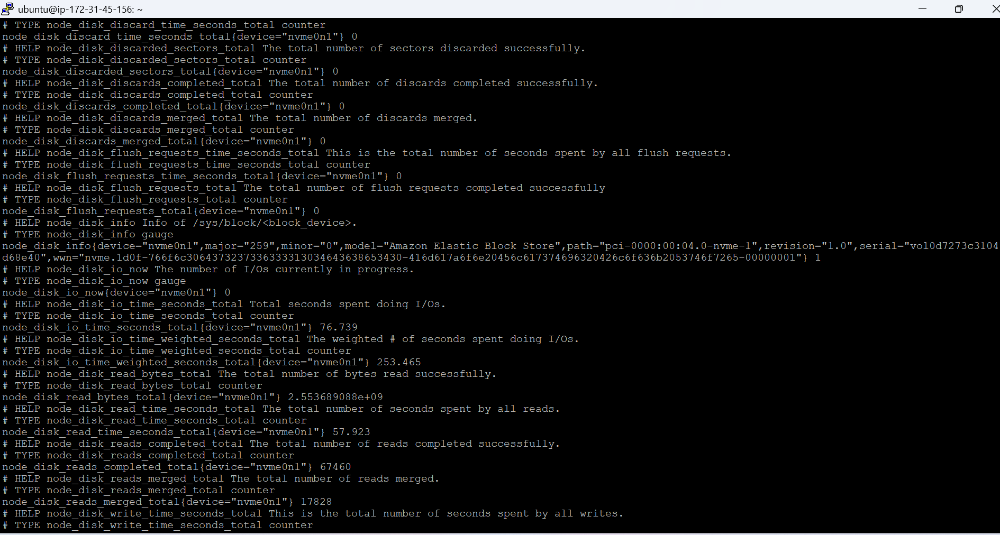 ubuntu@ip-172-31-45-156: ~
# TYPE node_disk_discard_time_seconds_total counter
node_disk_discard_time_seconds_total{device="nvme0n1"} 0
# HELP node_disk_discarded_sectors_total The total number of sectors discarded successfully.
# TYPE node_disk_discarded_sectors_total counter
node_disk_discarded_sectors_total{device="nvme0n1"} 0
# HELP node_disk_discards_completed_total The total number of discards completed successfully.
# TYPE node_disk_discards_completed_total counter
node_disk_discards_completed_total{device="nvme0n1"} 0
# HELP node_disk_discards_merged_total The total number of discards merged.
# TYPE node_disk_discards_merged_total counter
node_disk_discards_merged_total{device="nvme0n1"} 0
# HELP node_disk_flush_requests_time_seconds_total This is the total number of seconds spent by all flush requests.
# TYPE node_disk_flush_requests_time_seconds_total counter
node_disk_flush_requests_time_seconds_total{device="nvme0n1"} 0
# HELP node_disk_flush_requests_total The total number of flush requests completed successfully
# TYPE node_disk_flush_requests_total counter
node_disk_flush_requests_total{device="nvme0n1"} 0
# HELP node_disk_info Info of /sys/block/<block_device>.
# TYPE node_disk_info gauge
node_disk_info{device="nvme0n1",major="259",minor="0",model="Amazon Elastic Block Store",path="pci-0000:00:04.0-nvme-1",revision="1.0",serial="vol0d7273c3104
d68e40",wwn="nvme.1d0f-766f6c3064373237336333313034643638653430-416d617a6f6e20456c617374696320426c6f636b2053746f7265-00000001"} 1
# HELP node_disk_io_now The number of I/Os currently in progress.
# TYPE node_disk_io_now gauge
node_disk_io_now{device="nvme0n1"} 0
# HELP node_disk_io_time_seconds_total Total seconds spent doing I/Os.
# TYPE node_disk_io_time_seconds_total counter
node_disk_io_time_seconds_total{device="nvme0n1"} 76.739
# HELP node_disk_io_time_weighted_seconds_total The weighted # of seconds spent doing I/Os.
# TYPE node_disk_io_time_weighted_seconds_total counter
node_disk_io_time_weighted_seconds_total{device="nvme0n1"} 253.465
# HELP node_disk_read_bytes_total The total number of bytes read successfully.
# TYPE node_disk_read_bytes_total counter
node_disk_read_bytes_total{device="nvme0n1"} 2.553689088e+09
# HELP node_disk_read_time_seconds_total The total number of seconds spent by all reads.
# TYPE node_disk_read_time_seconds_total counter
node_disk_read_time_seconds_total{device="nvme0n1"} 57.923
# HELP node_disk_reads_completed_total The total number of reads completed successfully.
# TYPE node_disk_reads_completed_total counter
node_disk_reads_completed_total{device="nvme0n1"} 67460
# HELP node_disk_reads_merged_total The total number of reads merged.
# TYPE node_disk_reads_merged_total counter
node_disk_reads_merged_total{device="nvme0n1"} 17828
# HELP node_disk_write_time_seconds_total This is the total number of seconds spent by all writes.
# TYPE node_disk_write_time_seconds_total counter